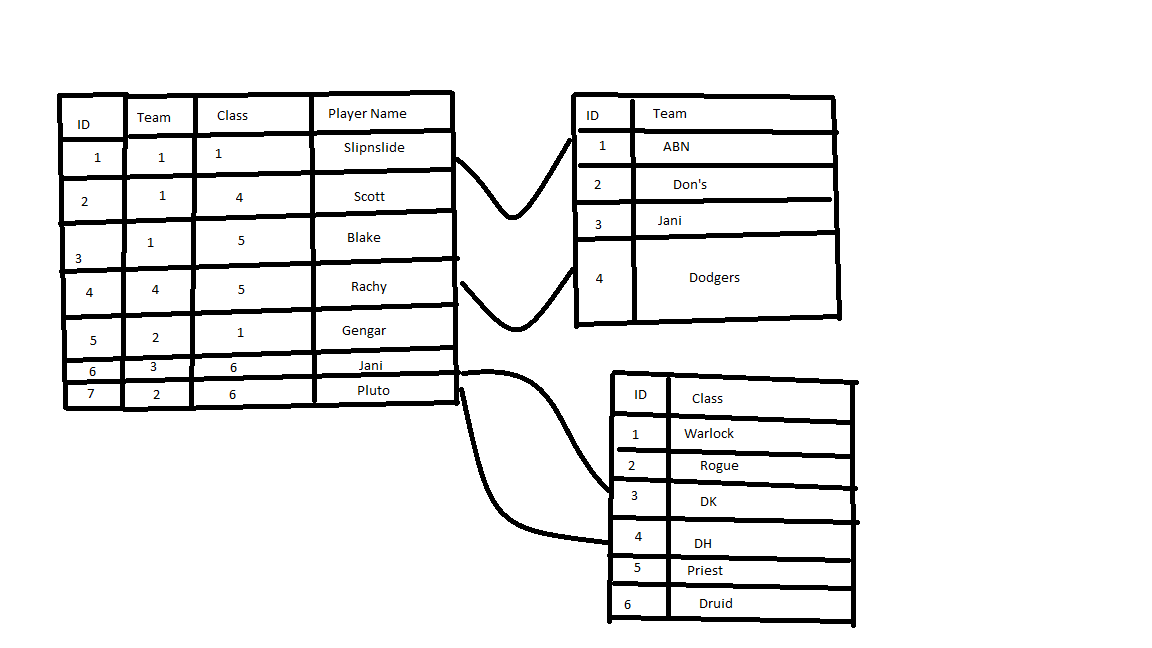 ID Team Class Player Name
1 1 1 Slipnslide
2 1 4 Scott
3 1 5 Blake
4 4 5 Rachy
5 2 1 Gengar
6 3 6 Jani
7 2 6 Pluto
ID Team
1 ABN
2 Don's
3 Jani
4 Dodgers
ID Class
1 Warlock
2 Rogue
3 DK
4 DH
5 Priest
6 Druid